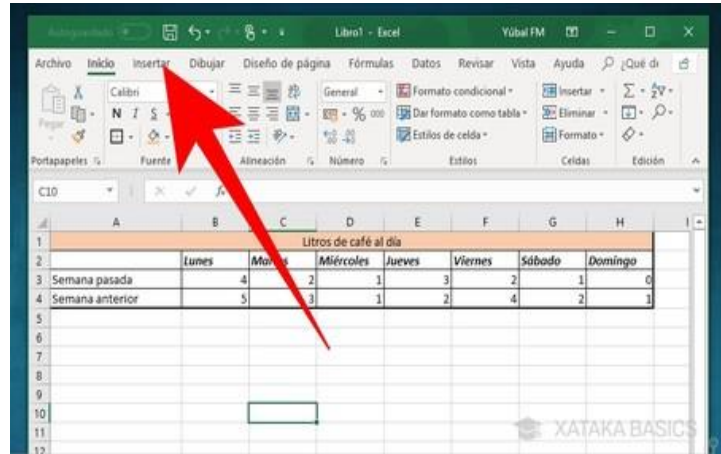 Autoguardado Libro1 - Excel Yúbal FM
Archivo Inicio Insertar Dibujar Diseño de página Fórmulas Datos Revisar Vista Ayuda ¿Qué
Pegar Calibri N I S General % 000 Formato condicional Dar formato como tabla Estilos de celda Insertar Eliminar Formato
Portapapeles Fuente Alineación Número Estilos Celdas Edición
C10
A B C D E F G H I
1 Litros de café al día
2 Lunes Miércoles Jueves Viernes Sábado Domingo
3 Semana pasada 4 2 1 3 2 1 0
4 Semana anterior 5 3 1 2 4 2 1
5
6
7
8
9
10
11
12
XATAKA BASICS